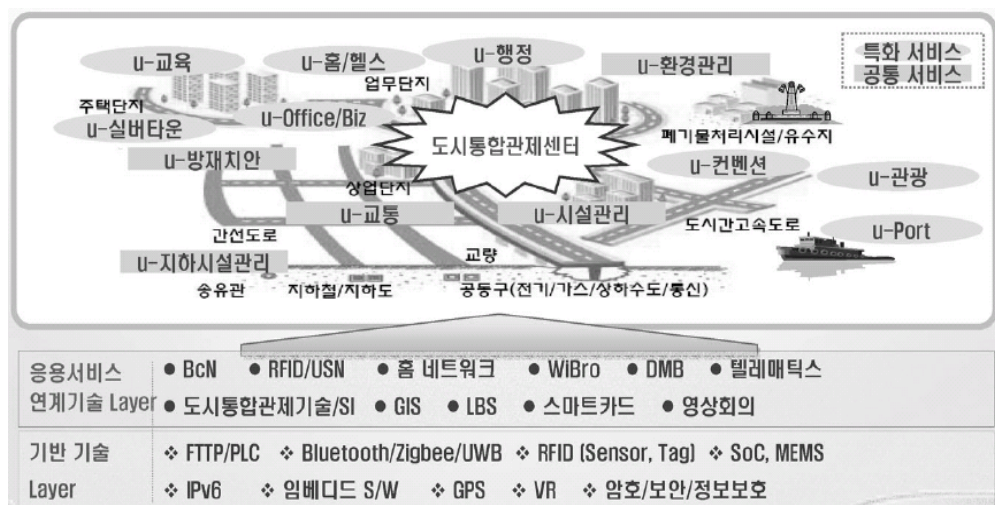 u-교육
u-홈/헬스
u-행정
u-환경관리
특화 서비스
공통 서비스
업무단지
주택단지
u-실버타운
u-Office/Biz
도시통합관제센터
폐기물처리시설/유수지
u-방재치안
u-컨벤션
u-관광
상업단지
u-교통
u-시설관리
간선도로
도시간고속도로
u-Port
교량
u-지하시설관리
송유관
지하철/지하도
공동구(전기/가스/상하수도/통신)
응용서비스 ● BcN ● RFID/USN ● 홈 네트워크 ● WiBro ● DMB ● 텔레매틱스
연계기술 Layer ● 도시통합관제기술/SI ● GIS ● LBS ● 스마트카드 ● 영상회의
기반 기술 ❖ FTTP/PLC ❖ Bluetooth/Zigbee/UWB ❖ RFID (Sensor, Tag) ❖ SoC, MEMS
Layer ❖ IPv6 ❖ 임베디드 S/W ❖ GPS ❖ VR ❖ 암호/보안/정보보호